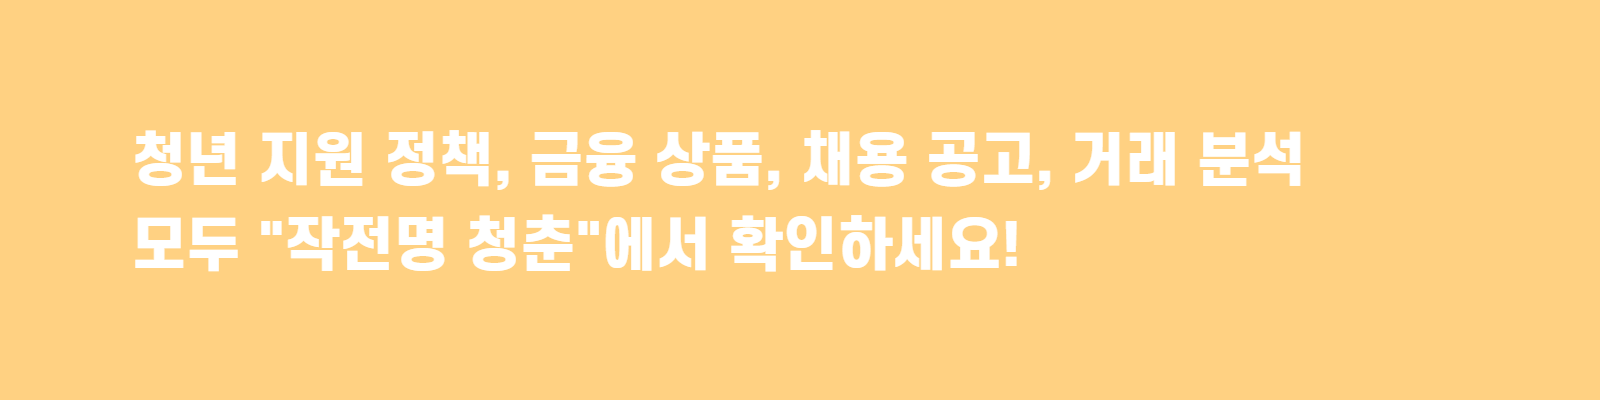 청년 지원 정책, 금융 상품, 채용 공고, 거래 분석
모두 "작전명 청춘"에서 확인하세요!